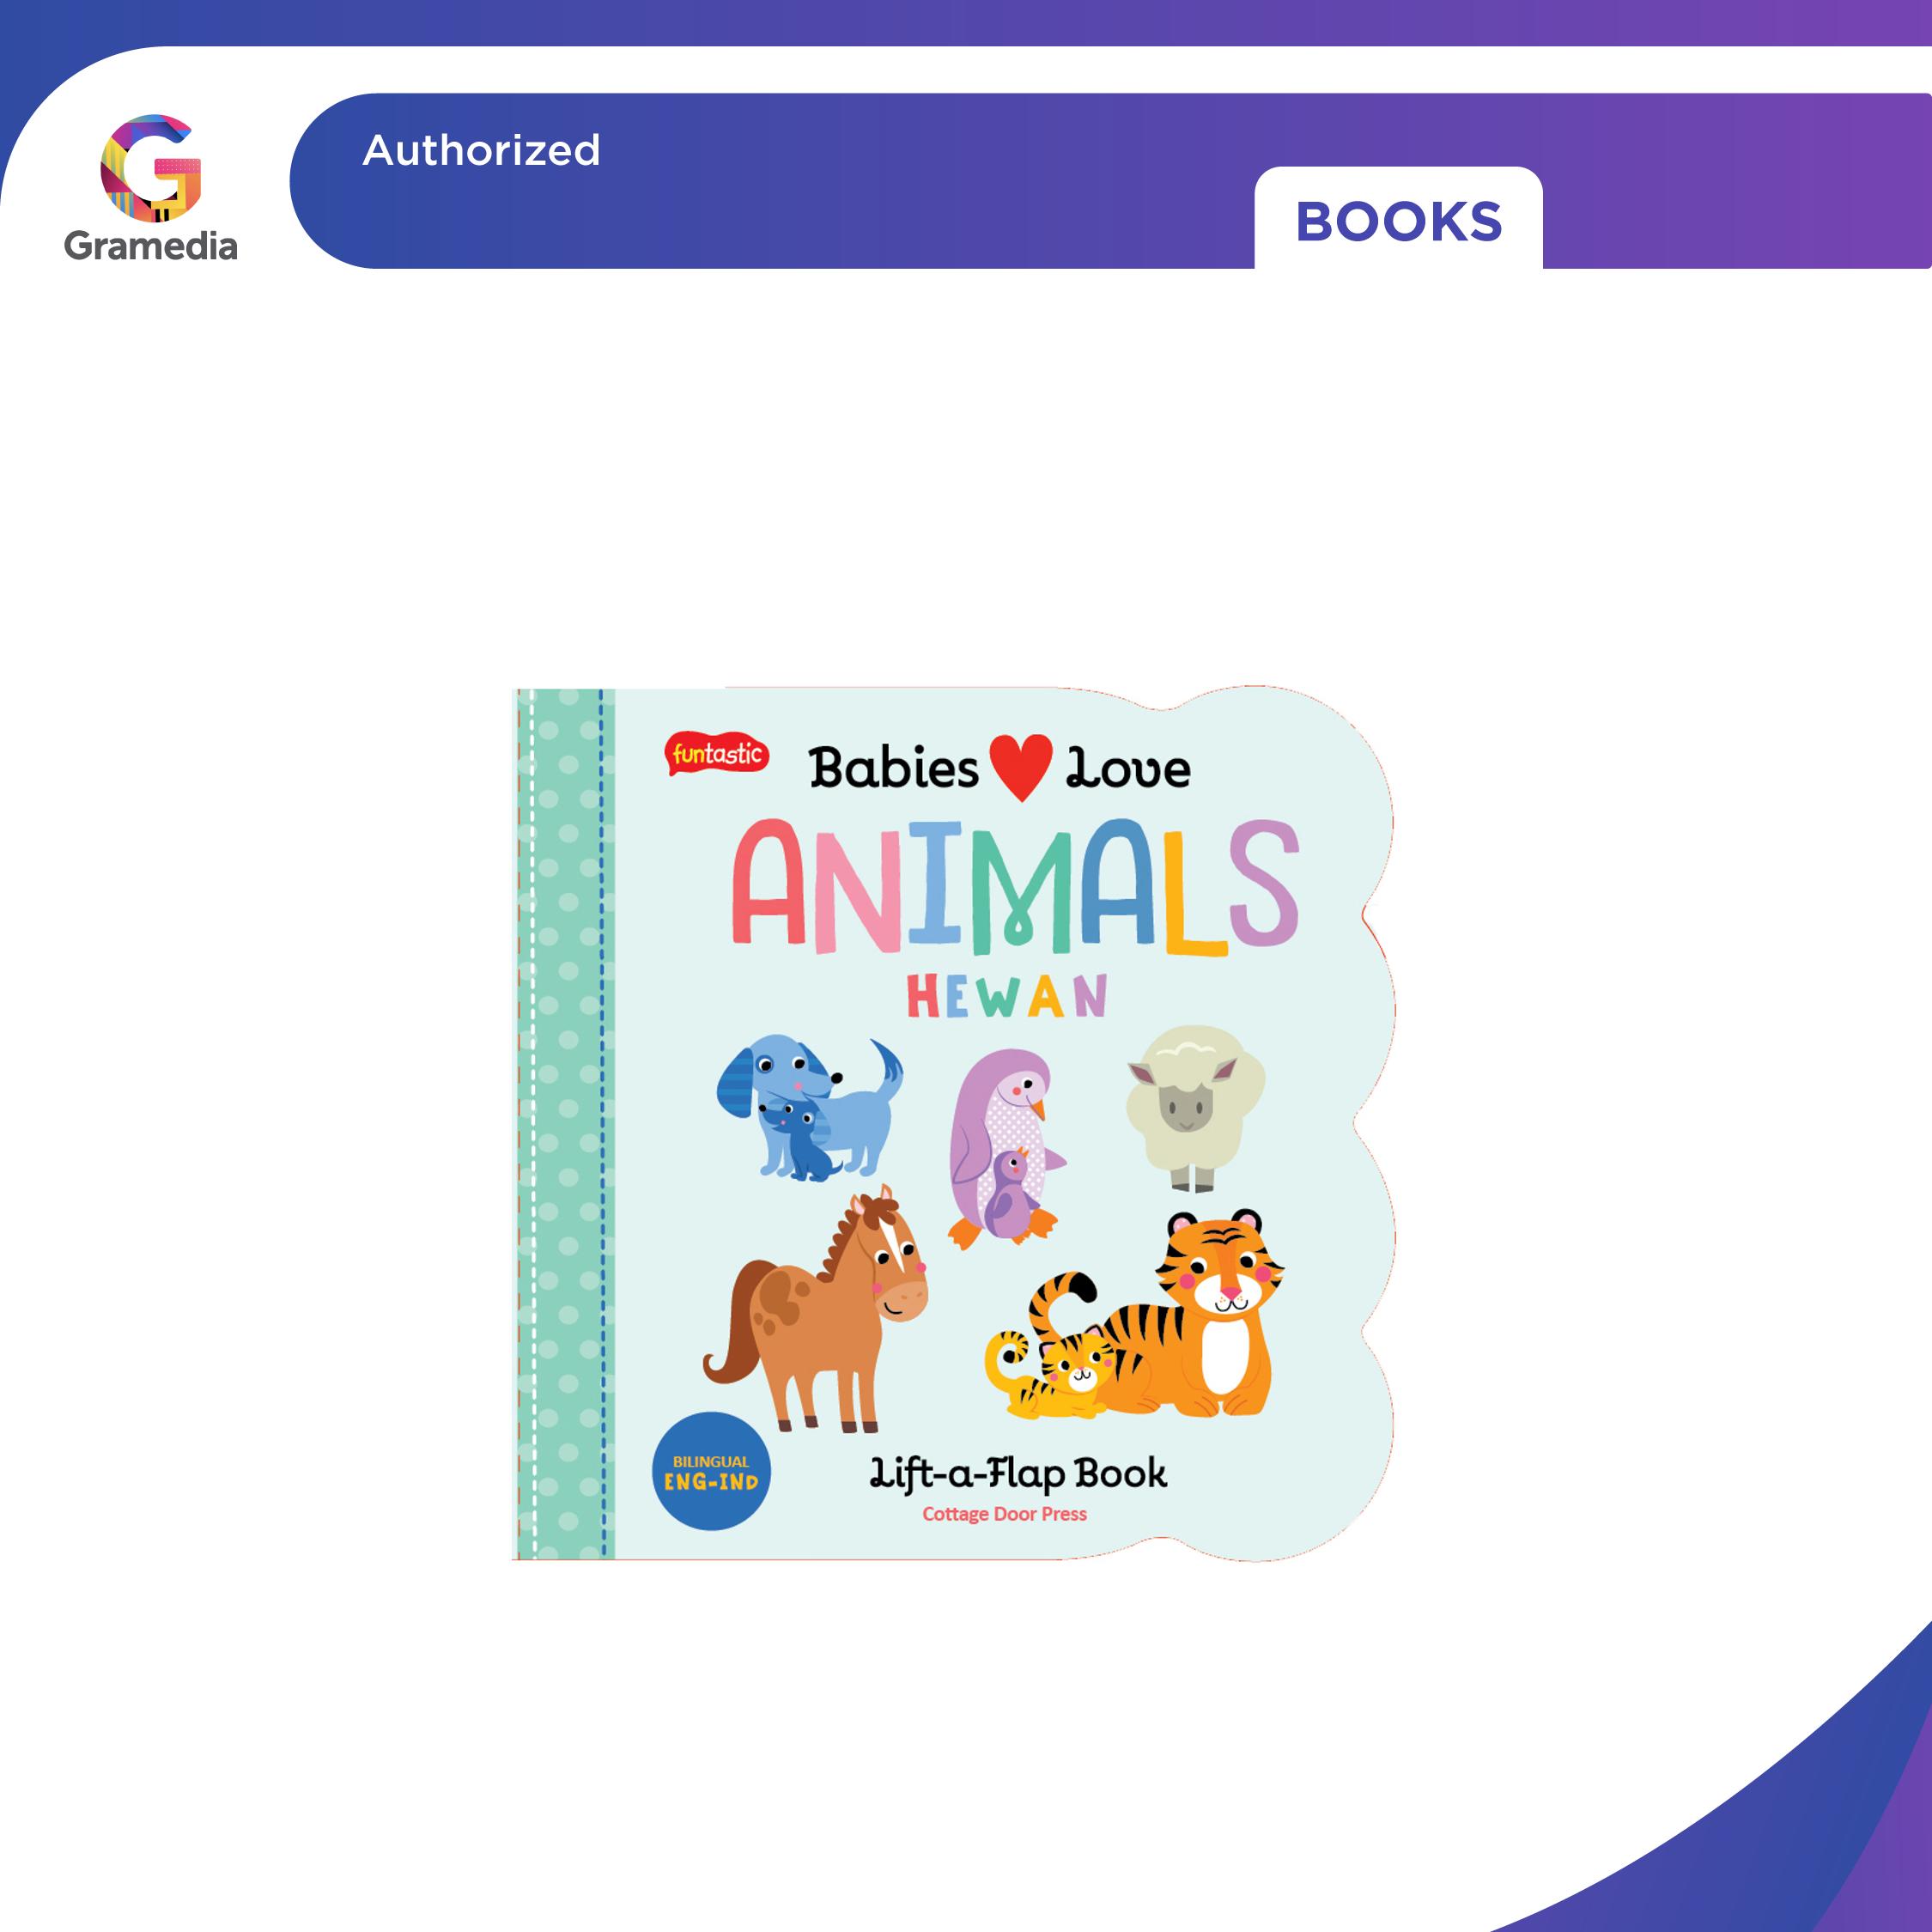 Gramedia
Authorized
BOOKS
funtastic
Babies Love
ANIMALS
HEWAN
BILINGUAL
ENG-IND
Lift-a-Flap Book
Cottage Door Press